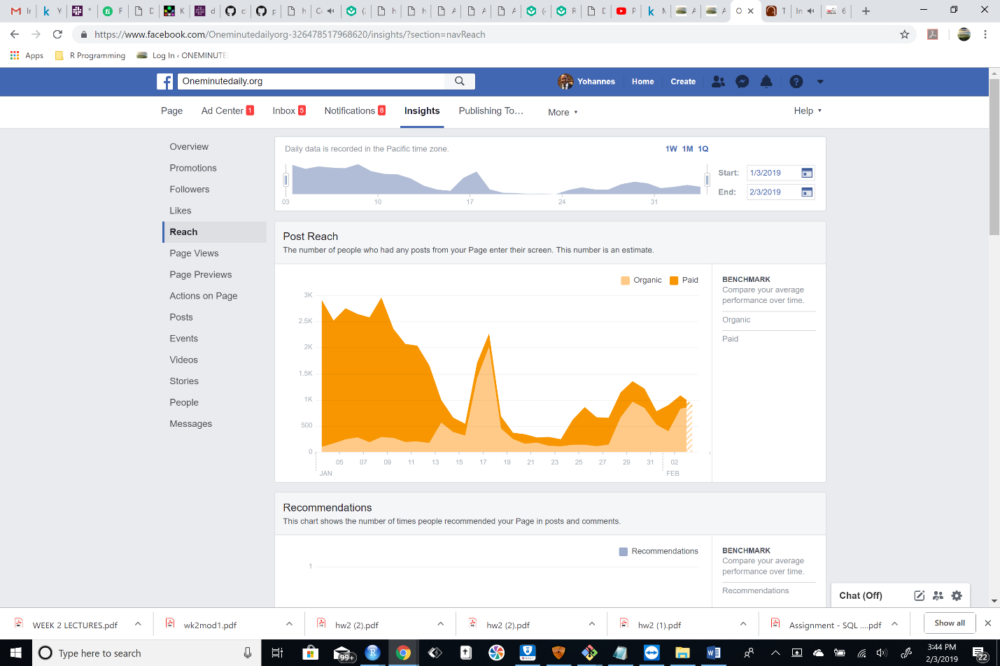 https://www.facebook.com/Oneminutedailyorg-326478517968620/insights/?section=navReach
Apps
R Programming
Log In ‹ ONEMINUTE
Oneminutedaily.org
Yohannes
Home
Create
Page
Ad Center 1
Inbox 5
Notifications 8
Insights
Publishing To...
More
Help
Overview
Promotions
Followers
Likes
Reach
Page Views
Page Previews
Actions on Page
Posts
Events
Videos
Stories
People
Messages
Daily data is recorded in the Pacific time zone.
1W 1M 1Q
Start: 1/3/2019
End: 2/3/2019
03 10 17 24 31
Post Reach
The number of people who had any posts from your Page enter their screen. This number is an estimate.
Organic Paid
3K
2.5K
2K
1.5K
1K
500
0
05 07 09 11 13 15 17 19 21 23 25 27 29 31 02
JAN FEB
BENCHMARK
Compare your average
performance over time.
Organic
Paid
Recommendations
This chart shows the number of times people recommended your Page in posts and comments.
Recommendations
1
BENCHMARK
Compare your average
performance over time.
Recommendations
Chat (Off)
WEEK 2 LECTURES.pdf
wk2mod1.pdf
hw2 (2).pdf
hw2 (2).pdf
hw2 (1).pdf
Assignment - SQL ....pdf
Show all
Type here to search
99+
3:44 PM
2/3/2019
22